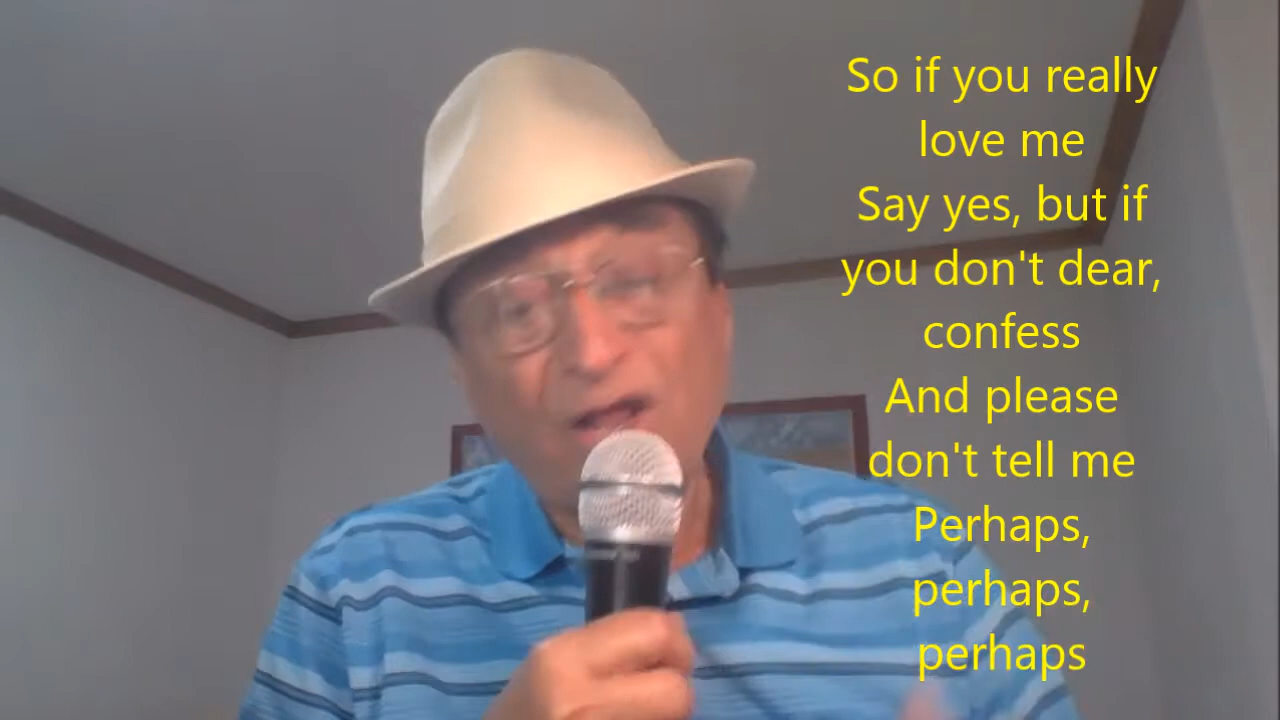 So if you really
love me
Say yes, but if
you don't dear,
confess
And please
don't tell me
Perhaps,
perhaps,
perhaps